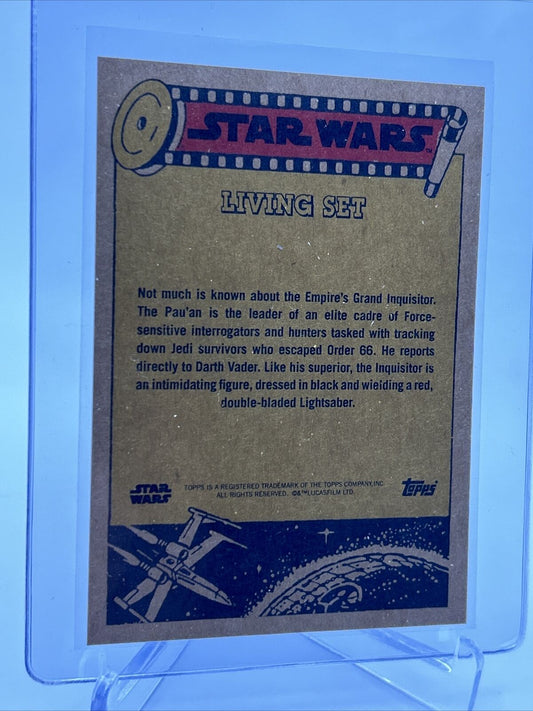 STAR WARS™
LIVING SET
Not much is known about the Empire's Grand Inquisitor.
The Pau'an is the leader of an elite cadre of Force-
sensitive interrogators and hunters tasked with tracking
down Jedi survivors who escaped Order 66. He reports
directly to Darth Vader. Like his superior, the Inquisitor is
an intimidating figure, dressed in black and wielding a red,
double-bladed Lightsaber.
STAR
WARS
TOPPS IS A REGISTERED TRADEMARK OF THE TOPPS COMPANY, INC.
ALL RIGHTS RESERVED. ©&™LUCASFILM LTD.
Topps®